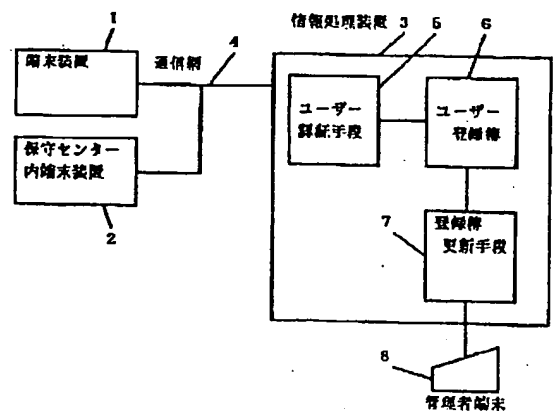 1
端末装置
通信網
4
保守センター
内端末装置
2
情報処理装置
3
5
6
ユーザー
認証手段
ユーザー
登録簿
7
登録簿
更新手段
8
管理者端末